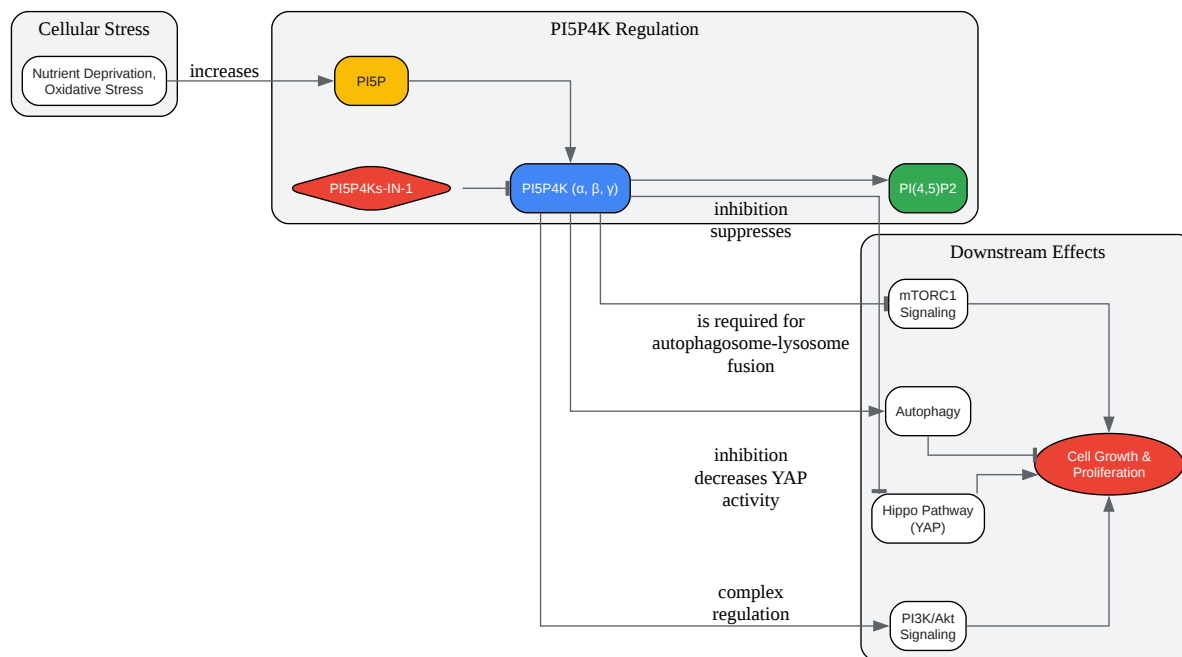 Cellular Stress
PI5P4K Regulation
Nutrient Deprivation,
Oxidative Stress
increases
PI5P
PI5P4Ks-IN-1
PI5P4K (α, β, γ)
PI(4,5)P2
inhibition
suppresses
Downstream Effects
mTORC1
Signaling
is required for
autophagosome-lysosome
fusion
Autophagy
Cell Growth &
Proliferation
inhibition
decreases YAP
activity
Hippo Pathway
(YAP)
complex
regulation
PI3K/Akt
Signaling